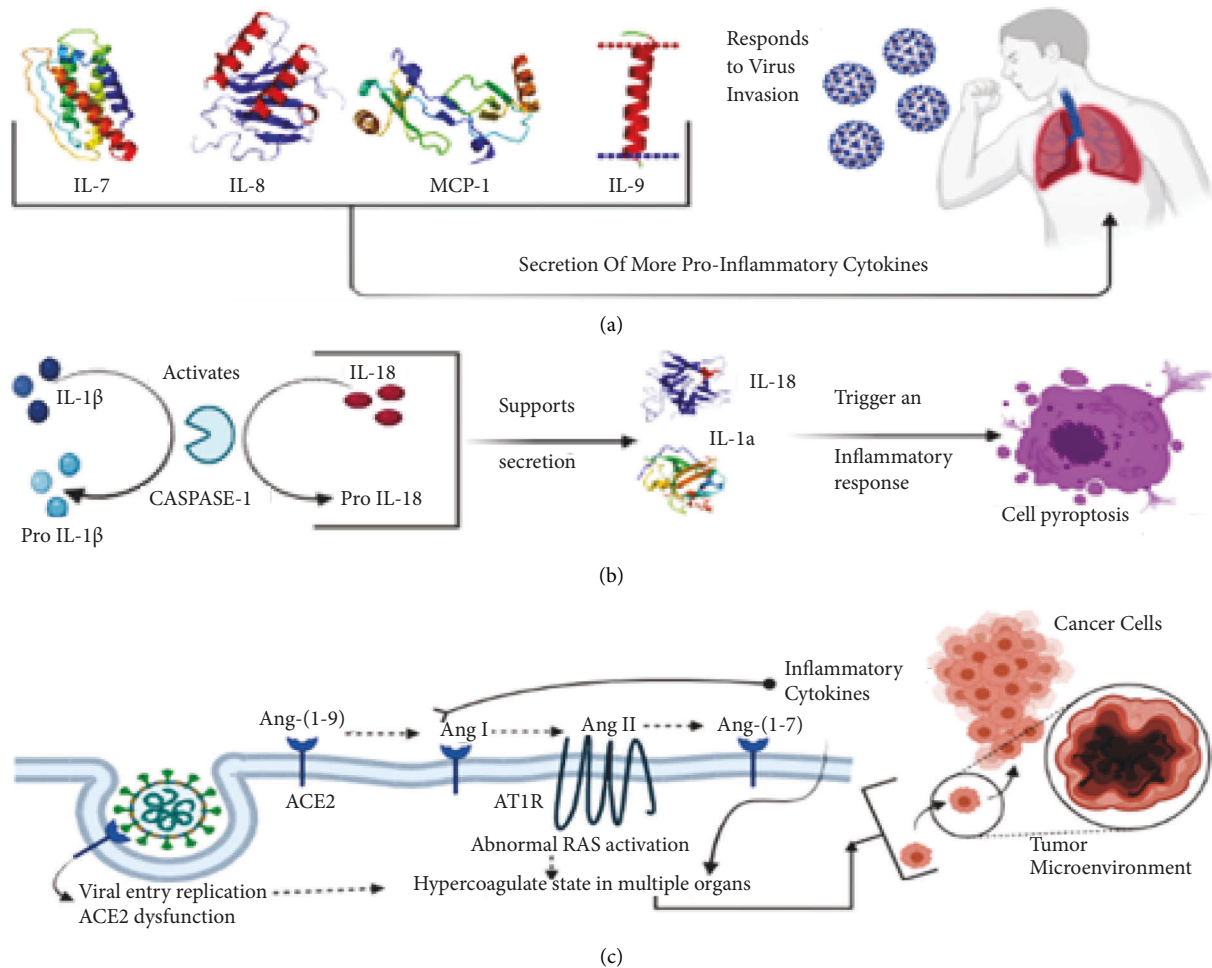 Responds
to Virus
Invasion
IL-7
IL-8
MCP-1
IL-9
Secretion Of More Pro-Inflammatory Cytokines
(a)
IL-1β
Activates
IL-18
CASPASE-1
Pro IL-1β
Pro IL-18
Supports
secretion
IL-18
IL-1a
Trigger an
Inflammatory
response
Cell pyroptosis
(b)
Cancer Cells
Inflammatory
Cytokines
Ang-(1-9)
Ang I
Ang II
Ang-(1-7)
ACE2
AT1R
Abnormal RAS activation
Tumor
Microenvironment
Viral entry replication
ACE2 dysfunction
Hypercoagulate state in multiple organs
(c)